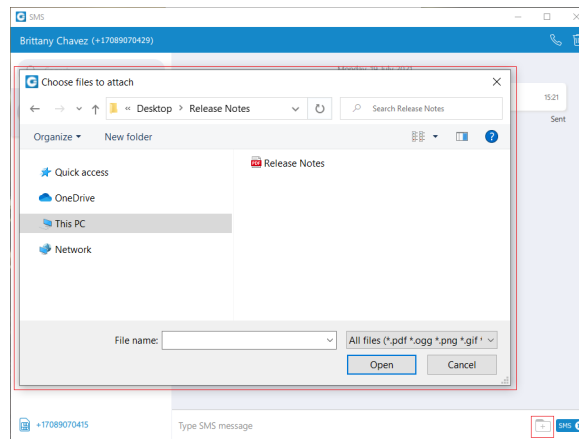 SMS
Brittany Chavez (+17089070429)
Choose files to attach
« Desktop > Release Notes
Search Release Notes
Organize
New folder
Quick access
OneDrive
This PC
Network
PDF
Release Notes
15:21
Sent
File name:
All files (*.pdf *.ogg *.png *.gif *
Open
Cancel
+17089070415
Type SMS message
SMS